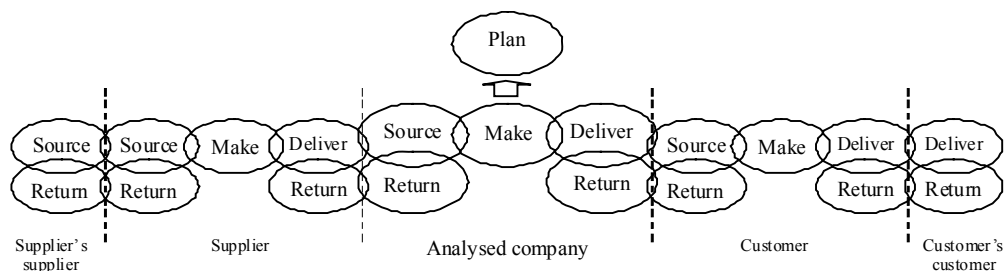 Plan
Source Source Make Deliver Source Make Deliver Source Make Deliver Deliver
Return Return Return Return Return Return Return Return
Supplier's
supplier
Supplier
Analysed company
Customer
Customer's
customer